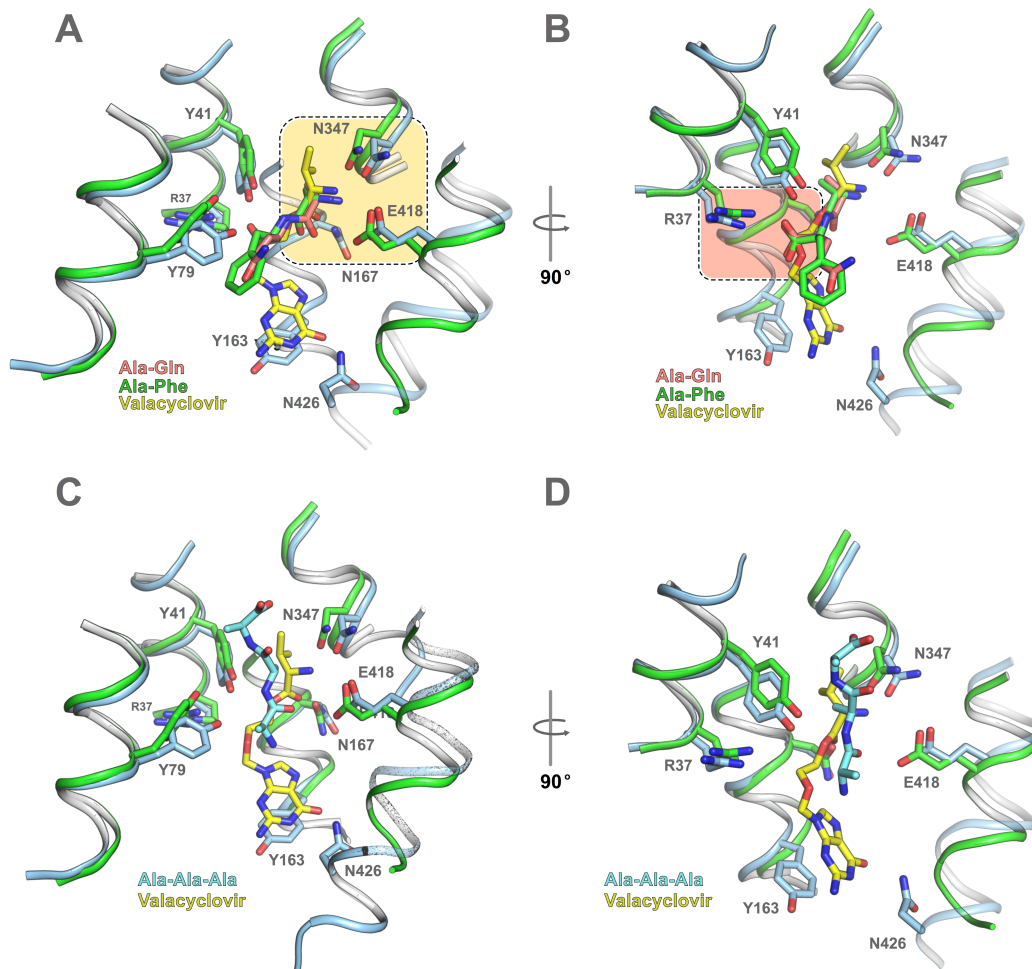 A
Y41
N347
R37
E418
Y79
N167
Y163
N426
Ala-Gln
Ala-Phe
Valacyclovir
90°
B
Y41
N347
R37
E418
Y163
N426
Ala-Gln
Ala-Phe
Valacyclovir
C
Y41
N347
E418
R37
N167
Y79
Y163
N426
Ala-Ala-Ala
Valacyclovir
90°
D
Y41
N347
R37
E418
Y163
N426
Ala-Ala-Ala
Valacyclovir